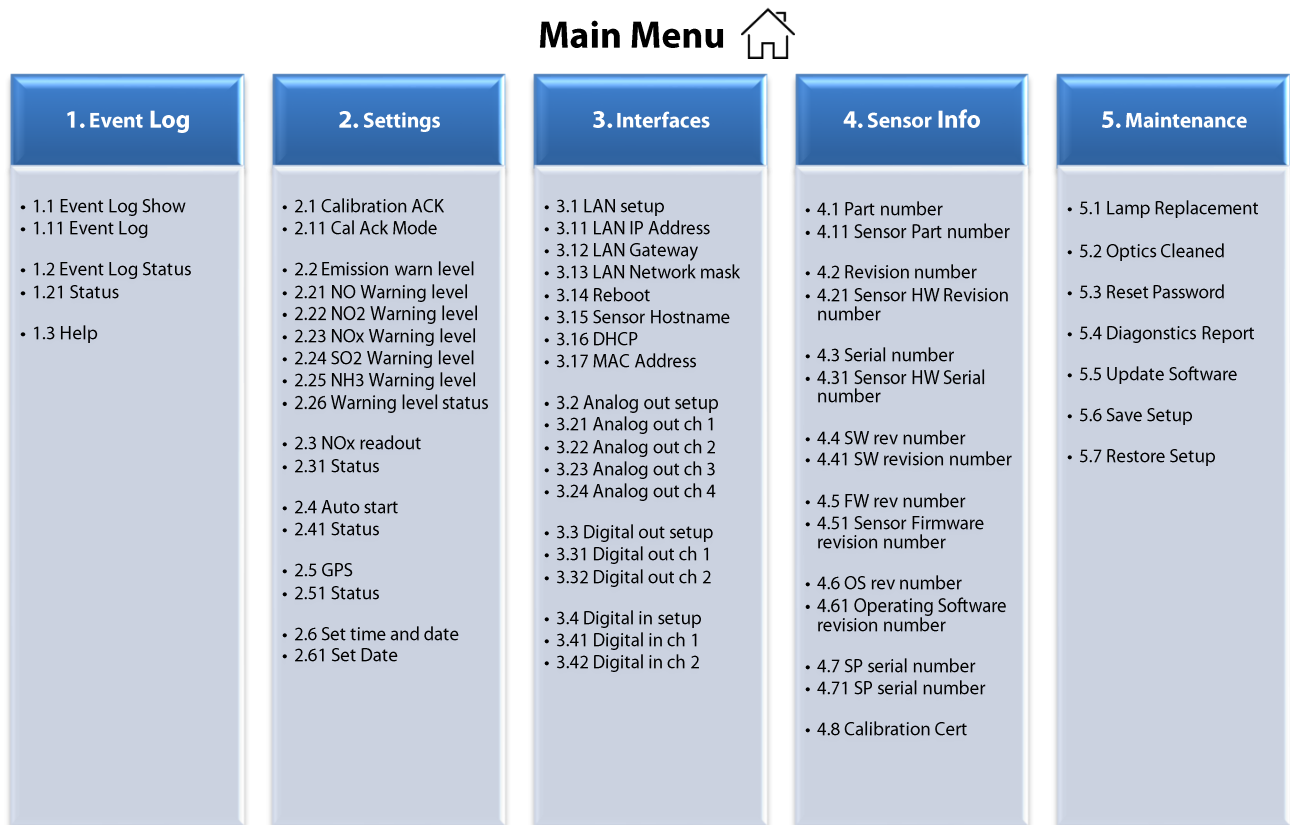 Main Menu
1. Event Log
• 1.1 Event Log Show
• 1.11 Event Log
• 1.2 Event Log Status
• 1.21 Status
• 1.3 Help
2. Settings
• 2.1 Calibration ACK
• 2.11 Cal Ack Mode
• 2.2 Emission warn level
• 2.21 NO Warning level
• 2.22 NO2 Warning level
• 2.23 NOx Warning level
• 2.24 SO2 Warning level
• 2.25 NH3 Warning level
• 2.26 Warning level status
• 2.3 NOx readout
• 2.31 Status
• 2.4 Auto start
• 2.41 Status
• 2.5 GPS
• 2.51 Status
• 2.6 Set time and date
• 2.61 Set Date
3. Interfaces
• 3.1 LAN setup
• 3.11 LAN IP Address
• 3.12 LAN Gateway
• 3.13 LAN Network mask
• 3.14 Reboot
• 3.15 Sensor Hostname
• 3.16 DHCP
• 3.17 MAC Address
• 3.2 Analog out setup
• 3.21 Analog out ch 1
• 3.22 Analog out ch 2
• 3.23 Analog out ch 3
• 3.24 Analog out ch 4
• 3.3 Digital out setup
• 3.31 Digital out ch 1
• 3.32 Digital out ch 2
• 3.4 Digital in setup
• 3.41 Digital in ch 1
• 3.42 Digital in ch 2
4. Sensor Info
• 4.1 Part number
• 4.11 Sensor Part number
• 4.2 Revision number
• 4.21 Sensor HW Revision
number
• 4.3 Serial number
• 4.31 Sensor HW Serial
number
• 4.4 SW rev number
• 4.41 SW revision number
• 4.5 FW rev number
• 4.51 Sensor Firmware
revision number
• 4.6 OS rev number
• 4.61 Operating Software
revision number
• 4.7 SP serial number
• 4.71 SP serial number
• 4.8 Calibration Cert
5. Maintenance
• 5.1 Lamp Replacement
• 5.2 Optics Cleaned
• 5.3 Reset Password
• 5.4 Diagonstics Report
• 5.5 Update Software
• 5.6 Save Setup
• 5.7 Restore Setup